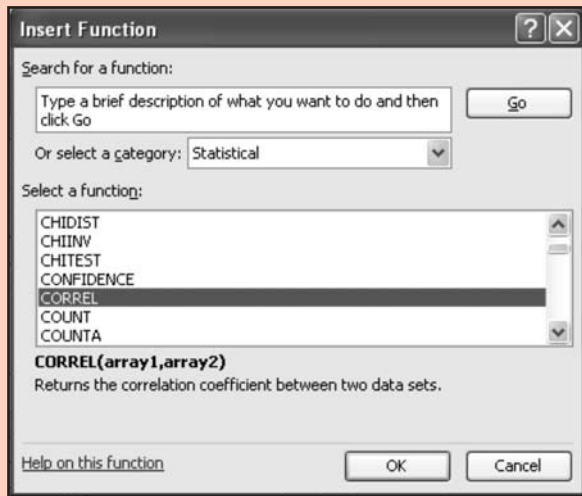 Insert Function
Search for a function:
Type a brief description of what you want to do and then
click Go
Go
Or select a category: Statistical
Select a function:
CHIDIST
CHIINV
CHITEST
CONFIDENCE
CORREL
COUNT
COUNTA
CORREL(array1,array2)
Returns the correlation coefficient between two data sets.
Help on this function
OK
Cancel